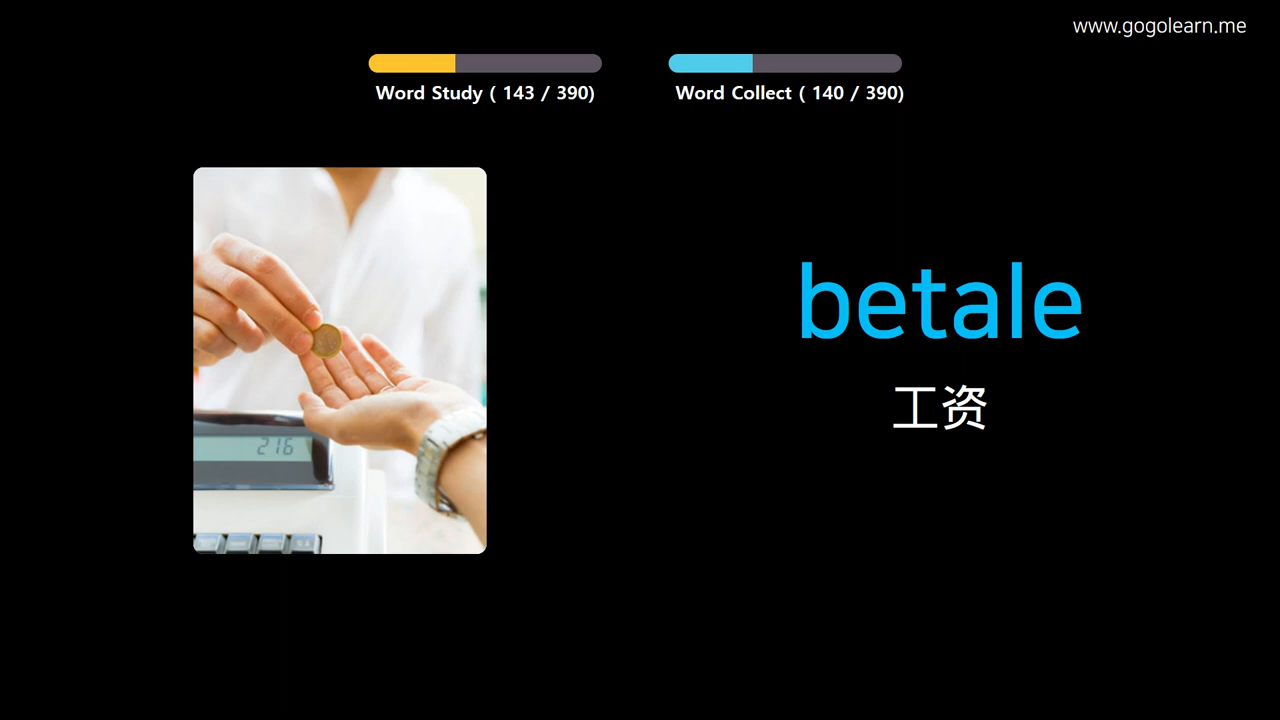 www.gogolearn.me
Word Study ( 143 / 390)
Word Collect ( 140 / 390)
betale
工资
216